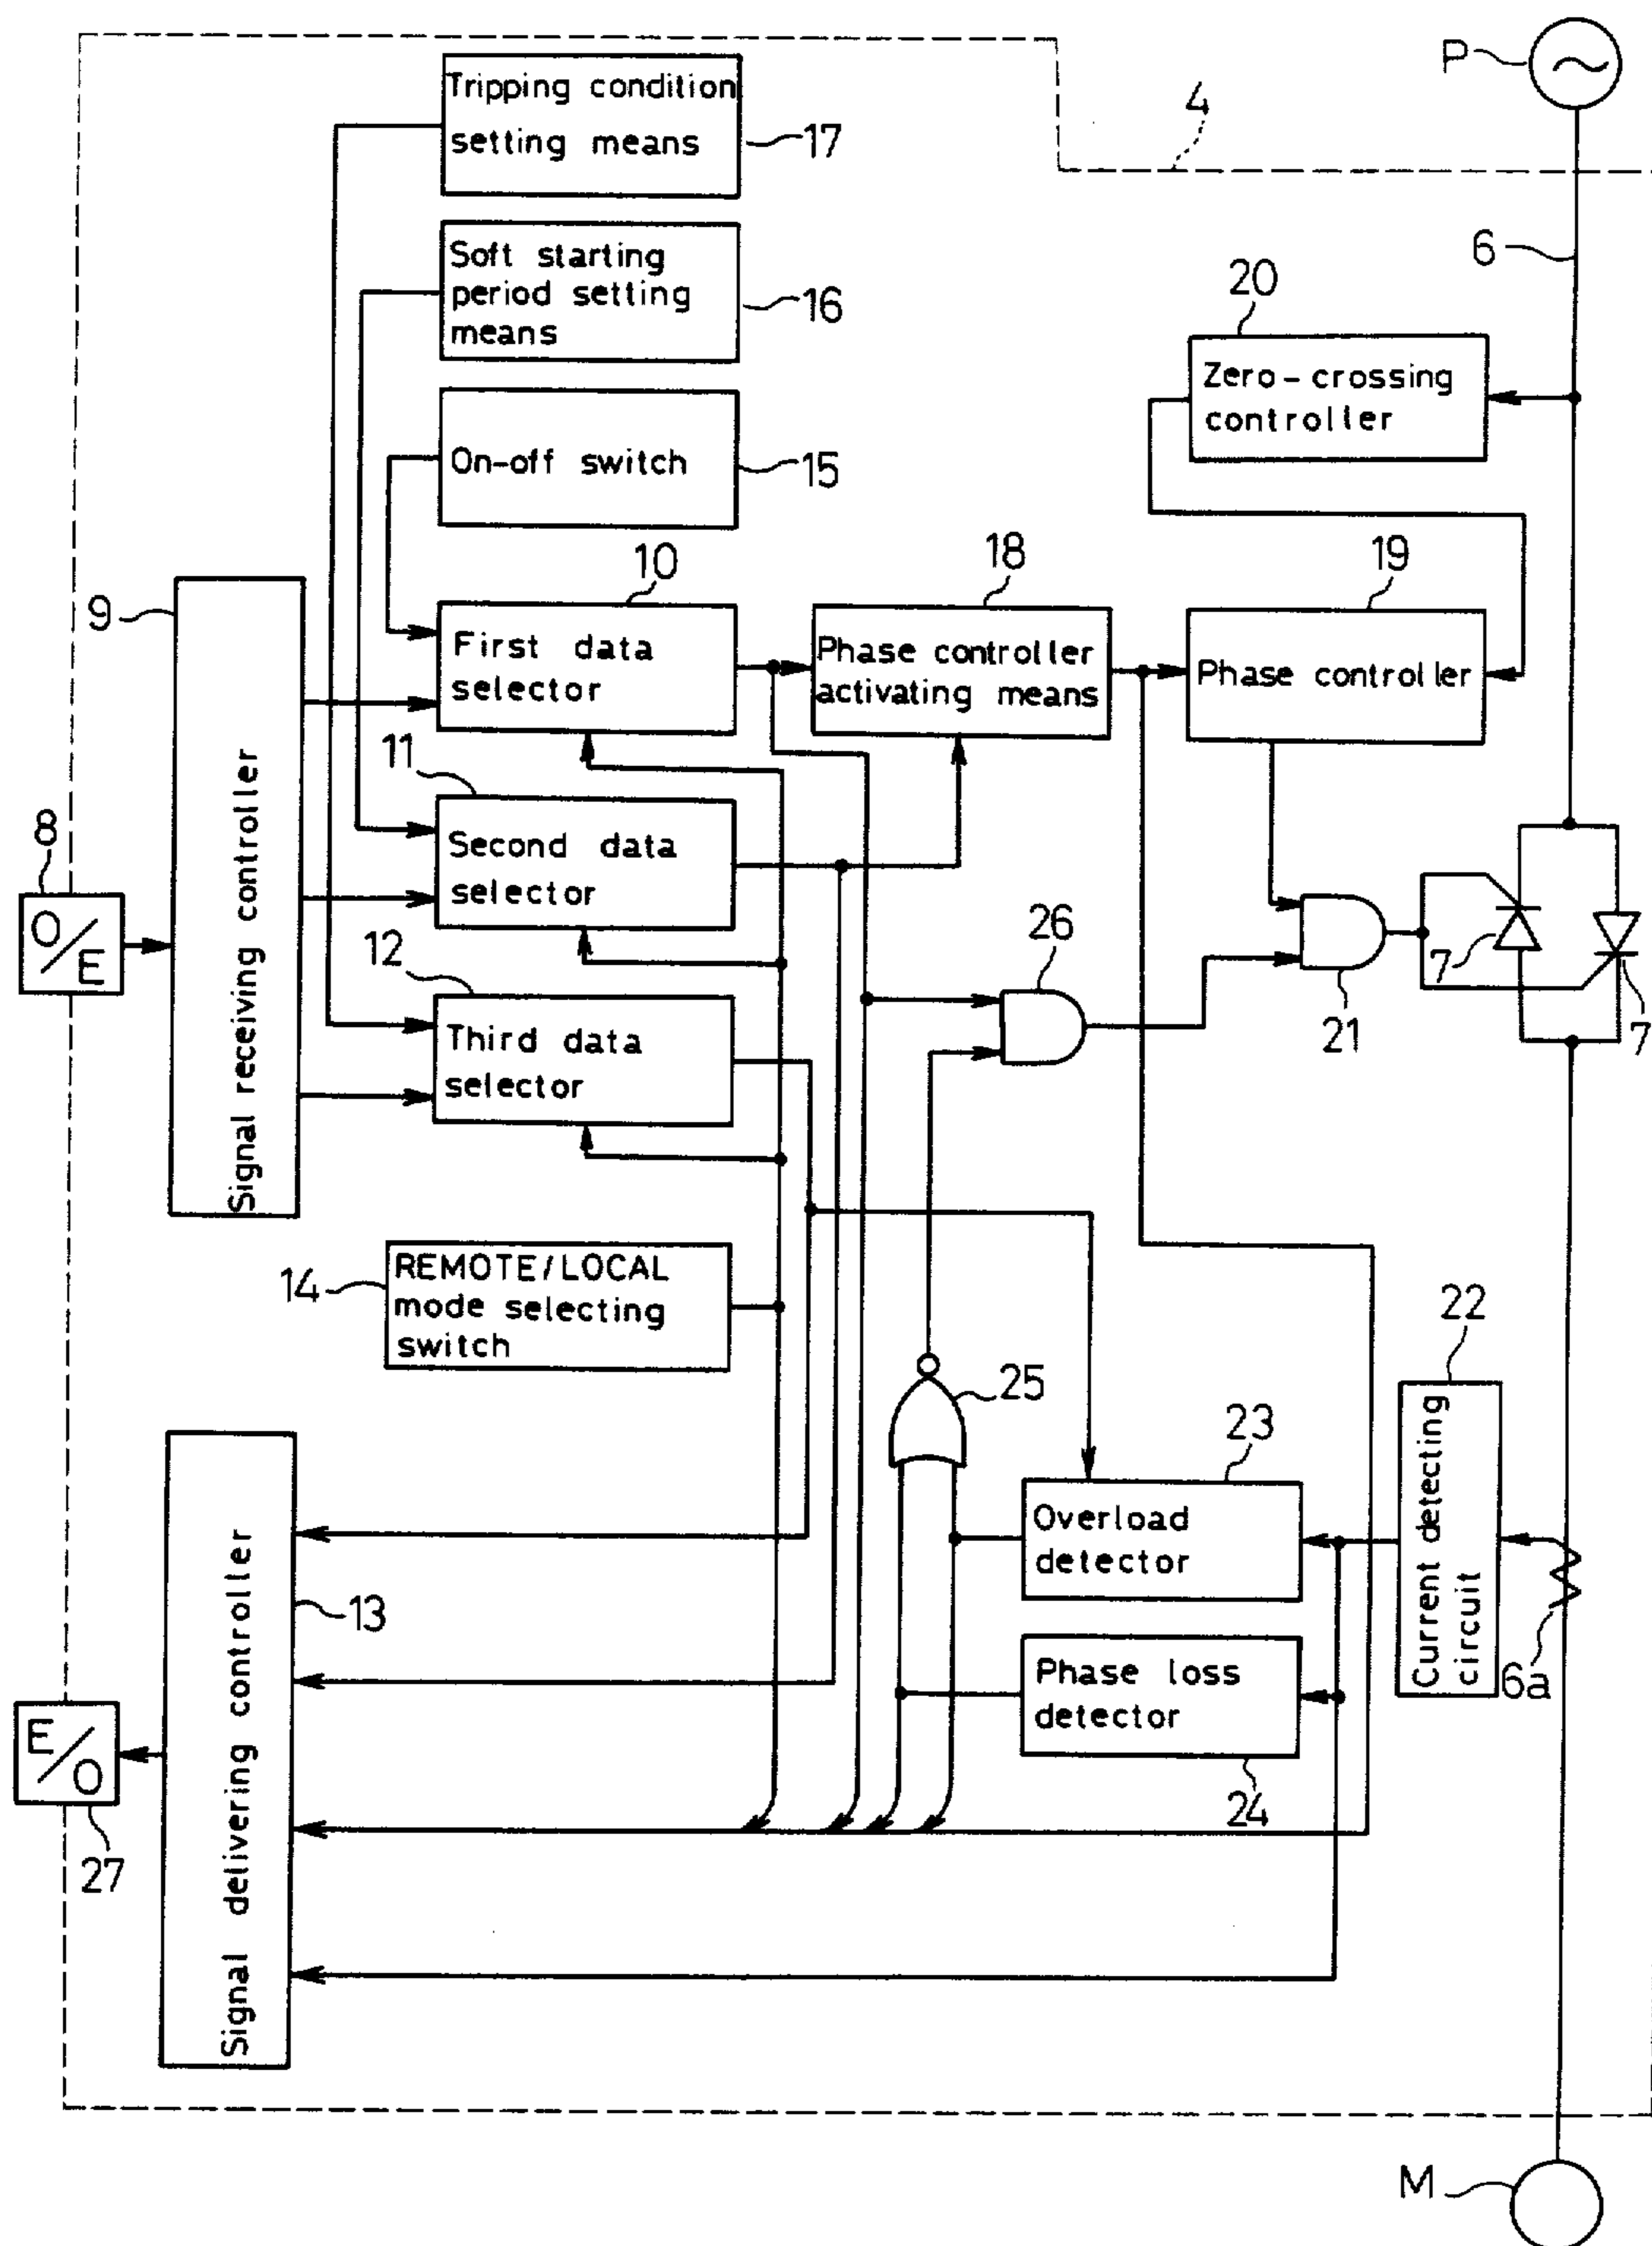 P
4
Tripping condition
setting means
17
6
Soft starting
period setting
means
16
20
Zero-crossing
controller
On-off switch
15
10
18
19
9
First data
selector
Phase controller
activating means
Phase controller
Signal receiving controller
11
8
O/E
Second data
selector
7
7
26
21
12
Third data
selector
14
REMOTE/LOCAL
mode selecting
switch
22
25
23
Current detecting
circuit
Overload
detector
13
6a
Signal delivering controller
Phase loss
detector
E/O
24
27
M